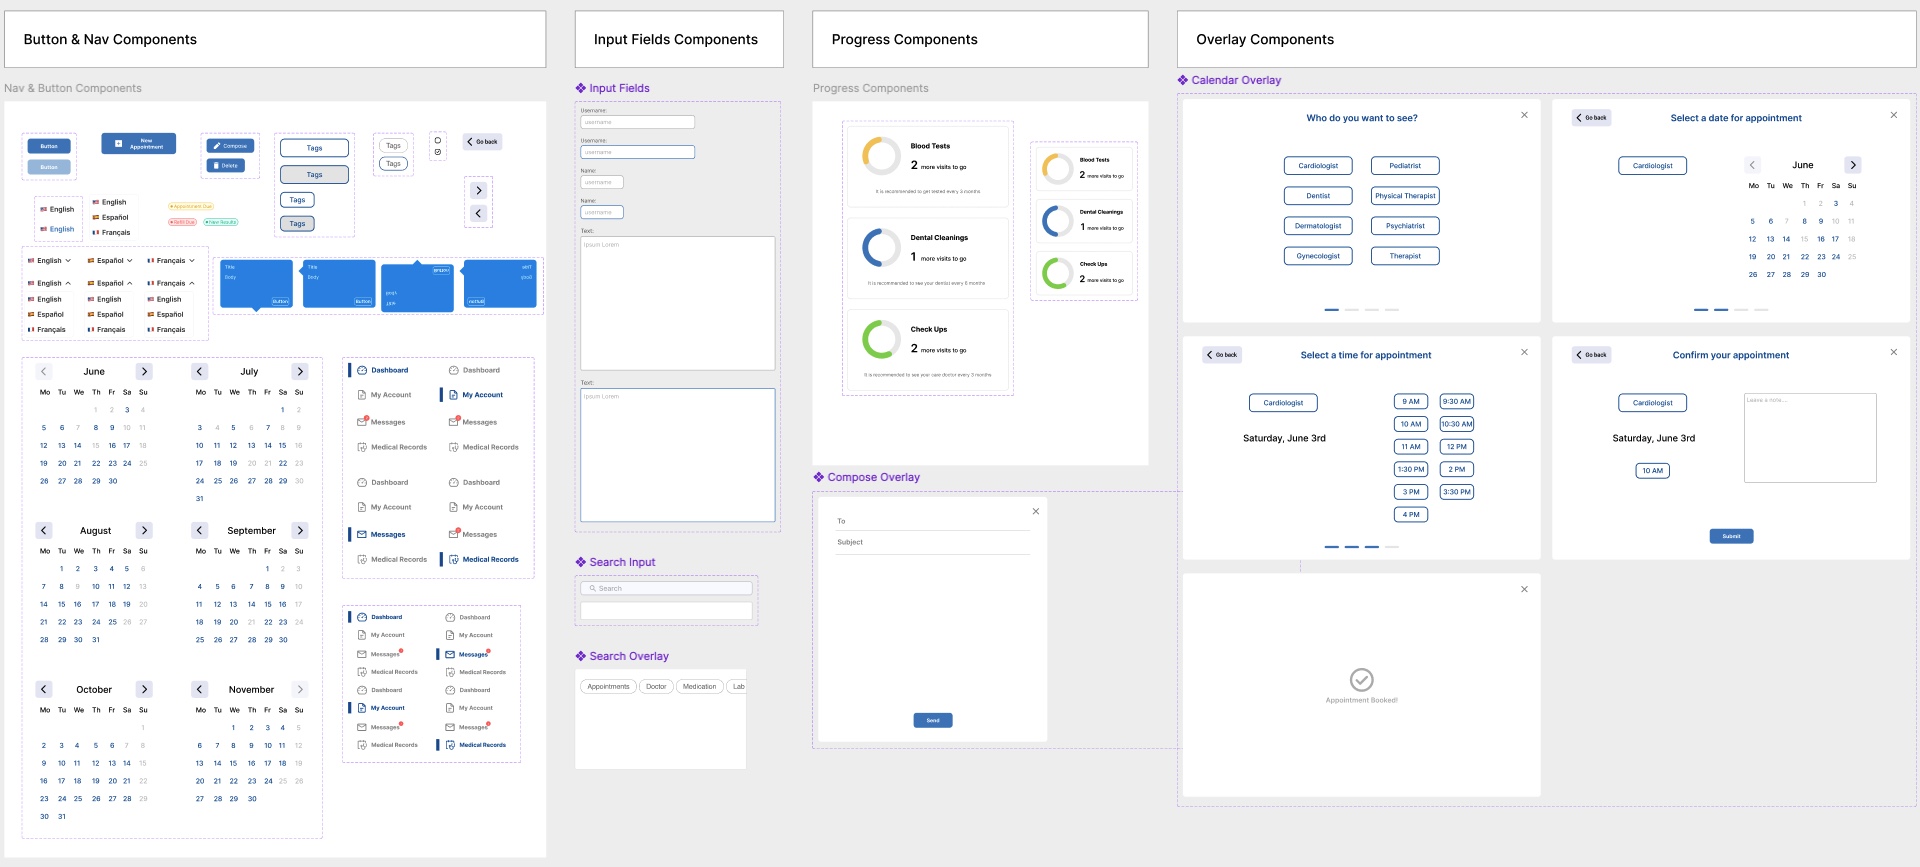 Button & Nav Components
Input Fields Components
Progress Components
Overlay Components
Nav & Button Components
Button
Button
New
Appointment
Compose
Delete
Tags
Tags
Tags
Tags
Tags
Tags
Go back
English
English
English
Español
Français
Appointment Due
Refill Due
New Results
English Español Français
English Español Français
English English English
Español Español Español
Français Français Français
Title
Body
Button
Title
Body
Button
Button
Body
Title
Title
Body
Button
June
Mo Tu We Th Fr Sa Su
1 2 3 4
5 6 7 8 9 10 11
12 13 14 15 16 17 18
19 20 21 22 23 24 25
26 27 28 29 30
July
Mo Tu We Th Fr Sa Su
1 2
3 4 5 6 7 8 9
10 11 12 13 14 15 16
17 18 19 20 21 22 23
24 25 26 27 28 29 30
31
August
Mo Tu We Th Fr Sa Su
1 2 3 4 5 6
7 8 9 10 11 12 13
14 15 16 17 18 19 20
21 22 23 24 25 26 27
28 29 30 31
September
Mo Tu We Th Fr Sa Su
1 2 3
4 5 6 7 8 9 10
11 12 13 14 15 16 17
18 19 20 21 22 23 24
25 26 27 28 29 30
October
Mo Tu We Th Fr Sa Su
1
2 3 4 5 6 7 8
9 10 11 12 13 14 15
16 17 18 19 20 21 22
23 24 25 26 27 28 29
30 31
November
Mo Tu We Th Fr Sa Su
1 2 3 4 5
6 7 8 9 10 11 12
13 14 15 16 17 18 19
20 21 22 23 24 25 26
27 28 29 30
Dashboard
My Account
Messages
Medical Records
Dashboard
My Account
Messages
Medical Records
Dashboard
My Account
Messages
Medical Records
Dashboard
My Account
Messages
Medical Records
Dashboard
My Account
Messages
Medical Records
Dashboard
My Account
Messages
Medical Records
Dashboard
My Account
Messages
Medical Records
Dashboard
My Account
Messages
Medical Records
Input Fields
Username:
username
Username:
username
Name:
username
Name:
username
Text:
Ipsum Lorem
Text:
Ipsum Lorem
Search Input
Search
Search Overlay
Appointments Doctor Medication Lab
Progress Components
Blood Tests
2 more visits to go
It is recommended to get tested every 3 months
Dental Cleanings
1 more visits to go
It is recommended to see your dentist every 6 months
Check Ups
2 more visits to go
It is recommended to see your case doctor every 3 months
Blood Tests
2 more visits to go
Dental Cleanings
1 more visits to go
Check Ups
2 more visits to go
Compose Overlay
To
Subject
Send
Calendar Overlay
Who do you want to see?
Cardiologist Pediatrist
Dentist Physical Therapist
Dermatologist Psychiatrist
Gynecologist Therapist
Go back
Select a date for appointment
Cardiologist
June
Mo Tu We Th Fr Sa Su
1 2 3 4
5 6 7 8 9 10 11
12 13 14 15 16 17 18
19 20 21 22 23 24 25
26 27 28 29 30
Go back
Select a time for appointment
Cardiologist
Saturday, June 3rd
9 AM 9:30 AM
10 AM 10:30 AM
11 AM 12 PM
1:30 PM 2 PM
3 PM 3:30 PM
4 PM
Go back
Confirm your appointment
Cardiologist
Saturday, June 3rd
10 AM
Leave a note...
Submit
Appointment Booked!